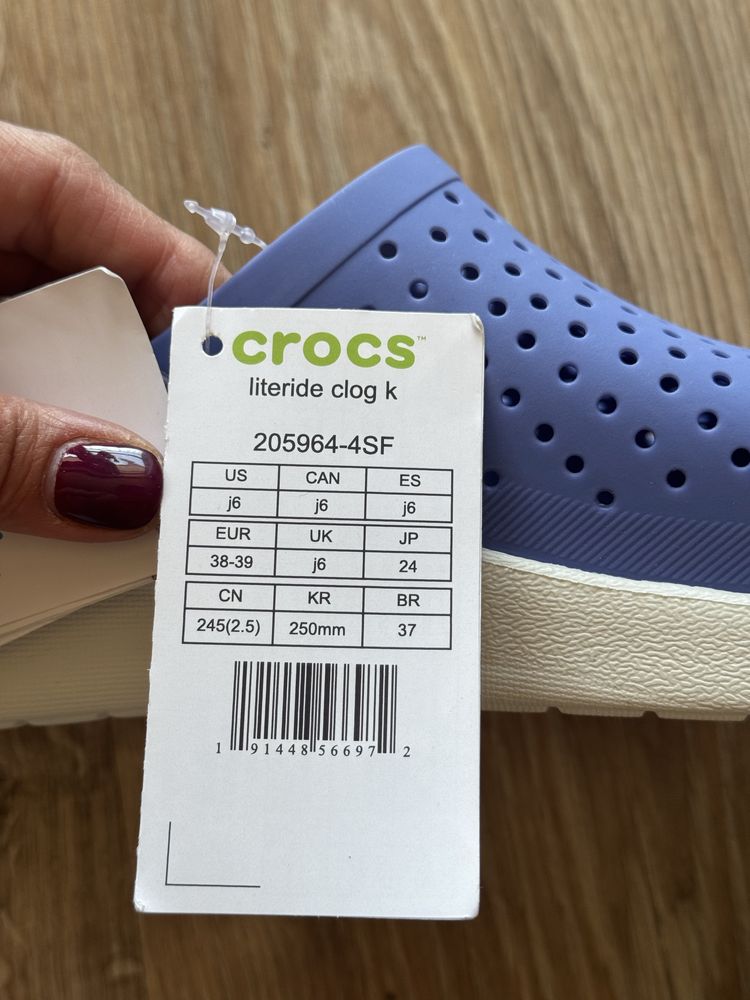 crocs™
literide clog k
205964-4SF
US CAN ES
j6 j6 j6
EUR UK JP
38-39 j6 24
CN KR BR
245(2.5) 250mm 37
1 91448 56697 2